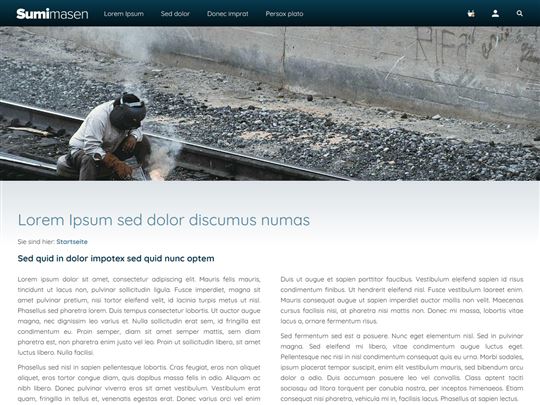 Sumimasen
Lorem Ipsum
Sed dolor
Donec imprat
Persox plato
Lorem Ipsum sed dolor discumus numas
Sie sind hier: Startseite
Sed quid in dolor impotex sed quid nunc optem
Lorem ipsum dolor sit amet, consectetur adipiscing elit. Mauris felis mauris,
tincidunt ut lacus non, pulvinar sollicitudin ligula. Fusce imperdiet, magna sit
amet pulvinar pretium, nisi tortor eleifend velit, id lacinia turpis metus ut nisl.
Phasellus sed pharetra lorem. Duis tempus consectetur lobortis. Ut auctor augue
magna, nec dignissim leo varius et. Nulla sollicitudin erat sem, id fringilla est
condimentum eu. Proin semper, diam sit amet semper mattis, sem diam
pharetra est, non pharetra enim justo vel leo. Proin ut sollicitudin libero, sit amet
luctus libero. Nulla facilisi.
Phasellus sed nisl in sapien pellentesque lobortis. Cras feugiat, eros non aliquet
aliquet, eros tortor congue diam, quis dapibus massa felis in odio. Aliquam ac
nibh libero. Donec pulvinar viverra eros sit amet vestibulum. Vestibulum erat
quam, fringilla in tellus et, venenatis egestas erat. Donec varius orci vel enim
Duis ut augue et sapien porttitor faucibus. Vestibulum eleifend sapien id risus
condimentum finibus. Ut hendrerit eleifend nisl. Fusce vestibulum laoreet enim.
Mauris consequat augue ut sapien imperdiet auctor mollis non velit. Maecenas
cursus facilisis nisi, at pharetra nisi mattis non. Donec mi massa, lobortis vitae
lacus a, ornare fermentum risus.
Sed fermentum sed est a posuere. Nunc eget elementum nisl. Sed in pulvinar
magna. Sed eleifend mi libero, vitae condimentum augue luctus eget.
Pellentesque nec nisi in nisl condimentum consequat quis eu urna. Morbi sodales,
ipsum placerat tempor suscipit, enim elit vestibulum mauris, sed bibendum arcu
dolor a odio. Duis accumsan posuere leo vel convallis. Class aptent taciti
sociosqu ad litora torquent per conubia nostra, per inceptos himenaeos. Etiam
consequat nisi pharetra, vehicula mi in, facilisis lacus. Phasellus at sapien lectus.